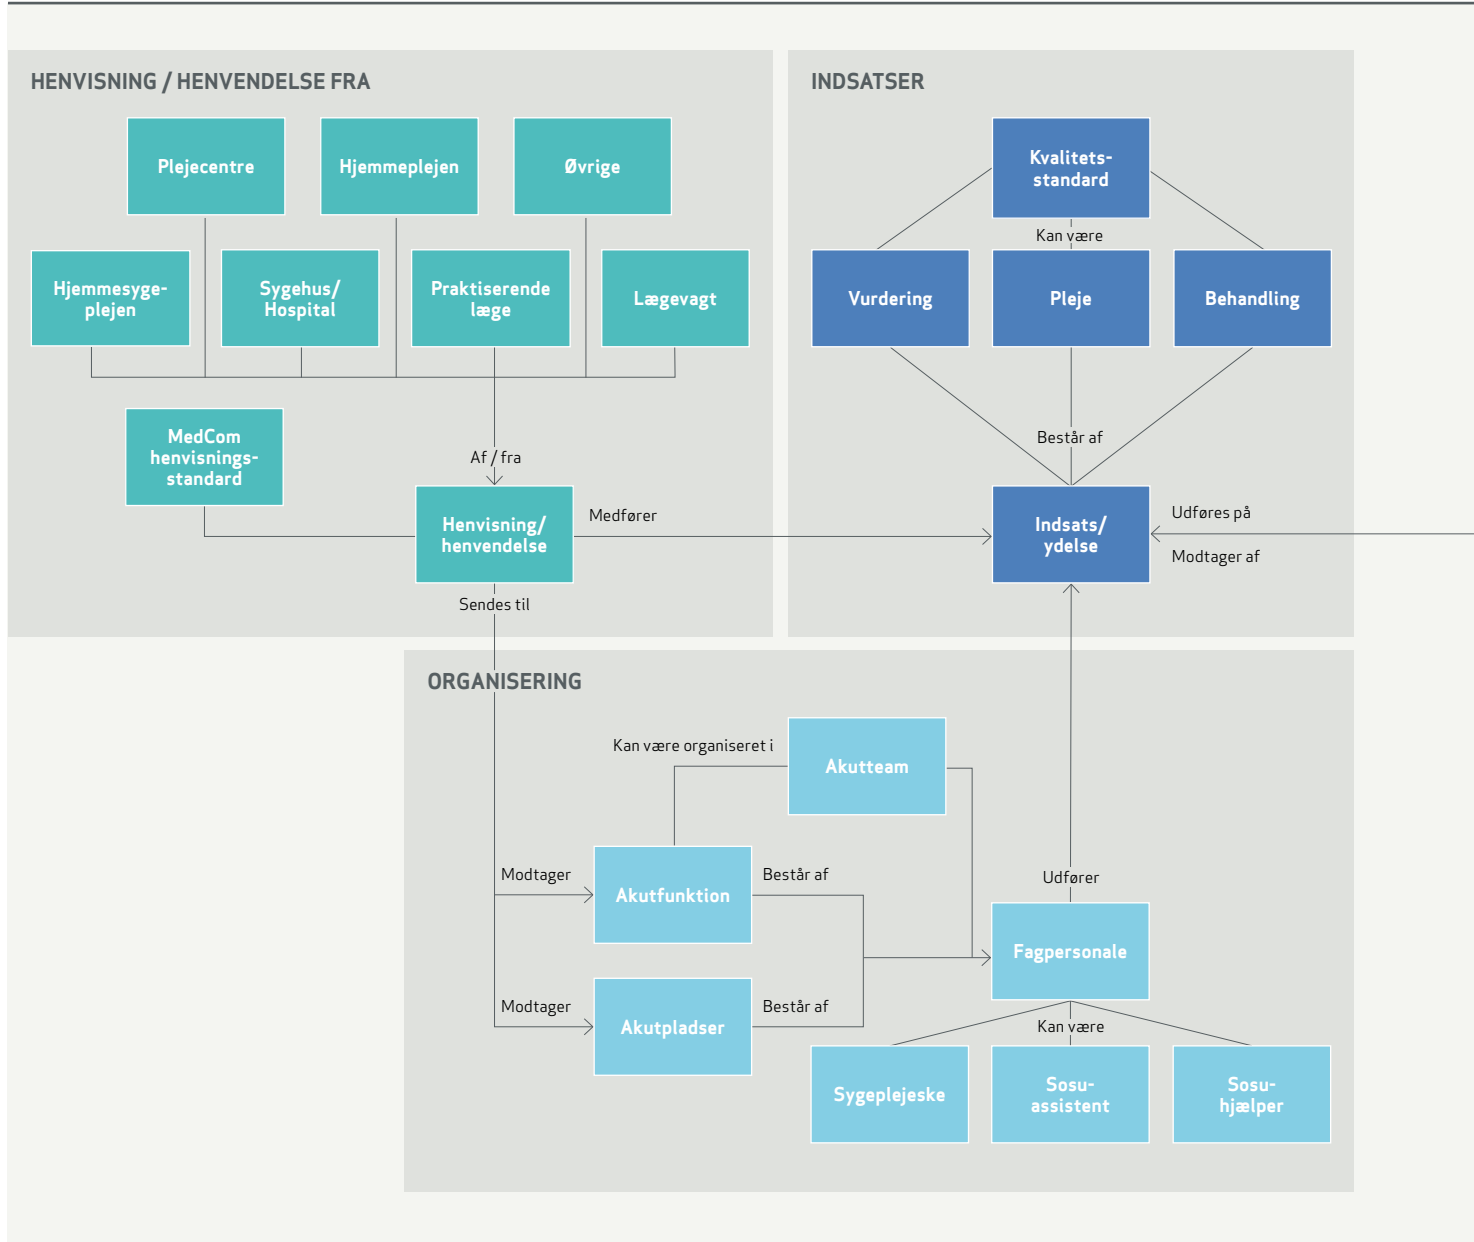 HENVISNING / HENVENDELSE FRA
Plejecentre
Hjemmeplejen
Øvrige
Hjemmesyge-
plejen
Sygehus/
Hospital
Praktiserende
læge
Lægevagt
MedCom
henvisnings-
standard
Af / fra
Henvisning/
henvendelse
Medfører
Sendes til
INDSATSER
Kvalitets-
standard
Kan være
Vurdering
Pleje
Behandling
Består af
Indsats/
ydelse
Udføres på
Modtager af
ORGANISERING
Kan være organiseret i
Akutteam
Modtager
Akutfunktion
Består af
Udfører
Fagpersonale
Modtager
Akutpladser
Består af
Kan være
Sygeplejeske
Sosu-
assistent
Sosu-
hjælper